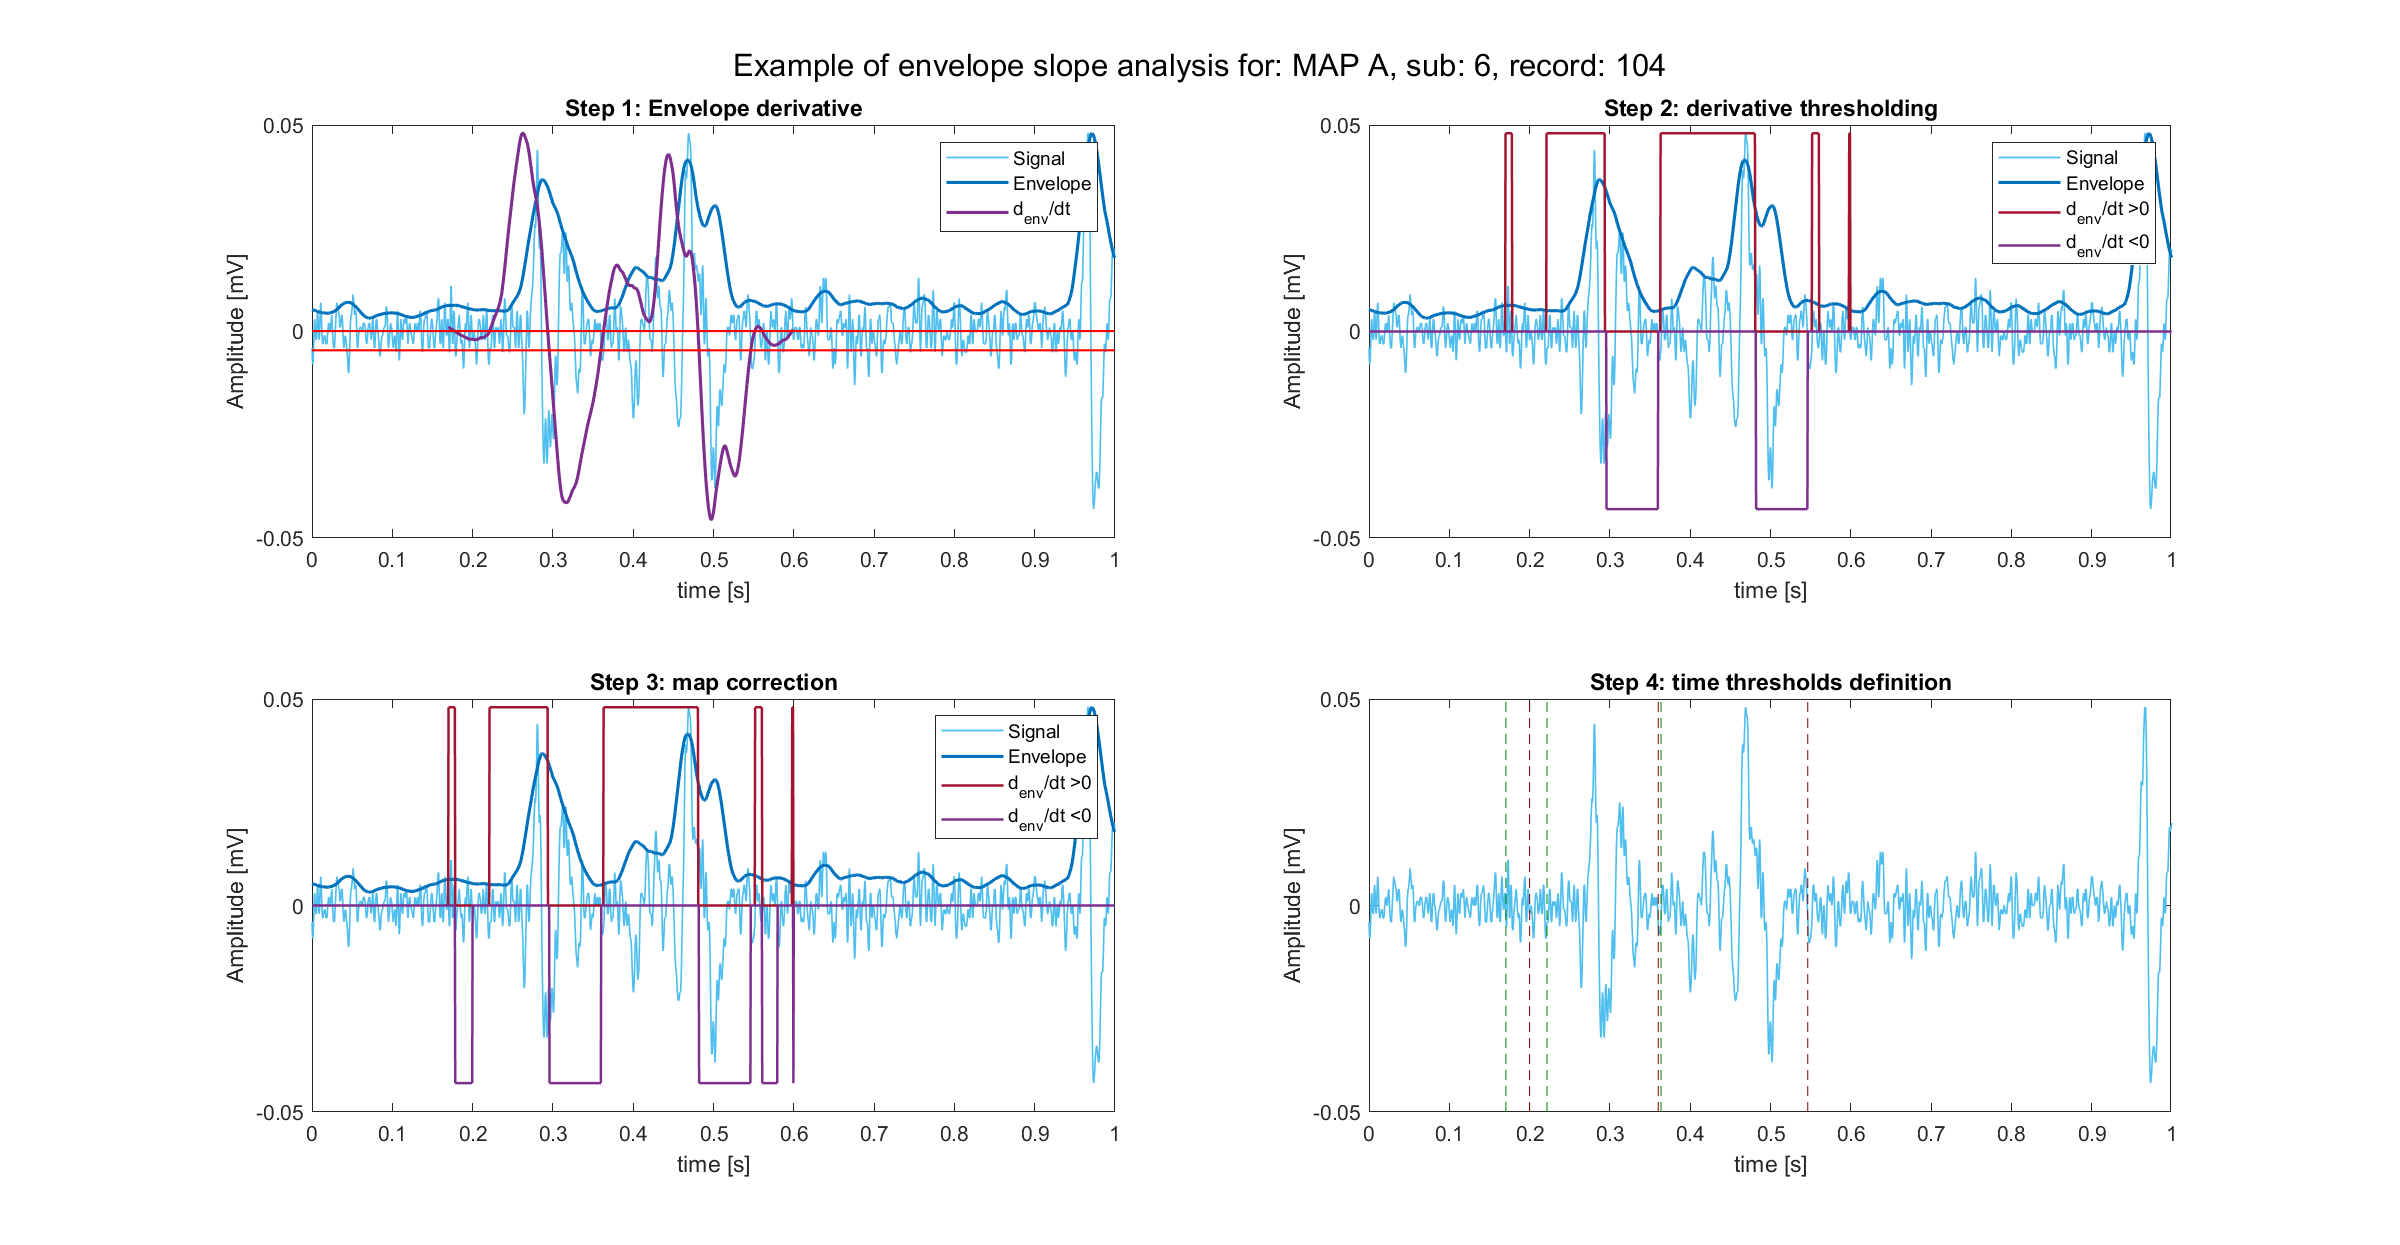 Example of envelope slope analysis for: MAP A, sub: 6, record: 104
Step 1: Envelope derivative
0.05
0
-0.05
Amplitude [mV]
0 0.1 0.2 0.3 0.4 0.5 0.6 0.7 0.8 0.9 1
time [s]
Signal
Envelope
d_env/dt
Step 2: derivative thresholding
0.05
0
-0.05
Amplitude [mV]
0 0.1 0.2 0.3 0.4 0.5 0.6 0.7 0.8 0.9 1
time [s]
Signal
Envelope
d_env/dt >0
d_env/dt <0
Step 3: map correction
0.05
0
-0.05
Amplitude [mV]
0 0.1 0.2 0.3 0.4 0.5 0.6 0.7 0.8 0.9 1
time [s]
Signal
Envelope
d_env/dt >0
d_env/dt <0
Step 4: time thresholds definition
0.05
0
-0.05
Amplitude [mV]
0 0.1 0.2 0.3 0.4 0.5 0.6 0.7 0.8 0.9 1
time [s]